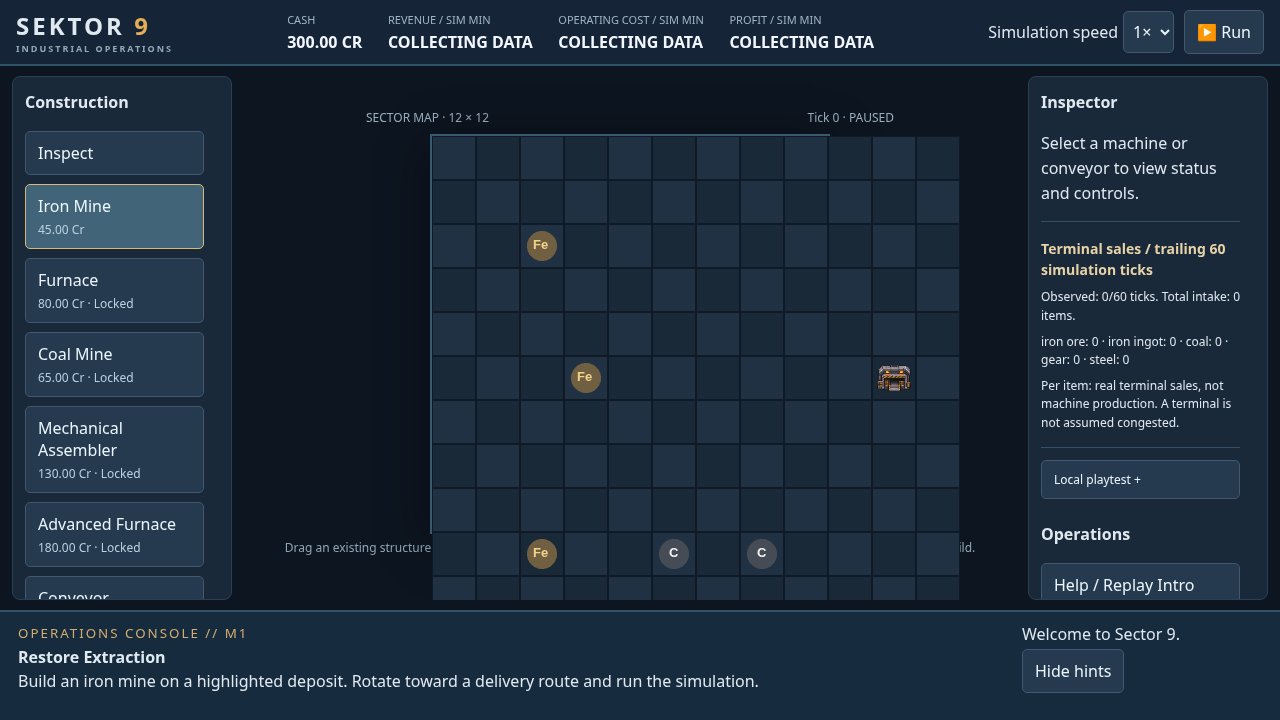 SEKTOR 9
INDUSTRIAL OPERATIONS
CASH
300.00 CR
REVENUE / SIM MIN
COLLECTING DATA
OPERATING COST / SIM MIN
COLLECTING DATA
PROFIT / SIM MIN
COLLECTING DATA
Simulation speed
1×
Run
Construction
Inspect
Iron Mine
45.00 Cr
Furnace
80.00 Cr · Locked
Coal Mine
65.00 Cr · Locked
Mechanical
Assembler
130.00 Cr · Locked
Advanced Furnace
180.00 Cr · Locked
Conveyor
SECTOR MAP · 12 × 12
Tick 0 · PAUSED
Fe
Fe
Fe
C
C
Drag an existing structure
Inspector
Select a machine or
conveyor to view status
and controls.
Terminal sales / trailing 60
simulation ticks
Observed: 0/60 ticks. Total intake: 0
items.
iron ore: 0 · iron ingot: 0 · coal: 0 ·
gear: 0 · steel: 0
Per item: real terminal sales, not
machine production. A terminal is
not assumed congested.
Local playtest +
Operations
Help / Replay Intro
OPERATIONS CONSOLE // M1
Restore Extraction
Build an iron mine on a highlighted deposit. Rotate toward a delivery route and run the simulation.
Welcome to Sector 9.
Hide hints